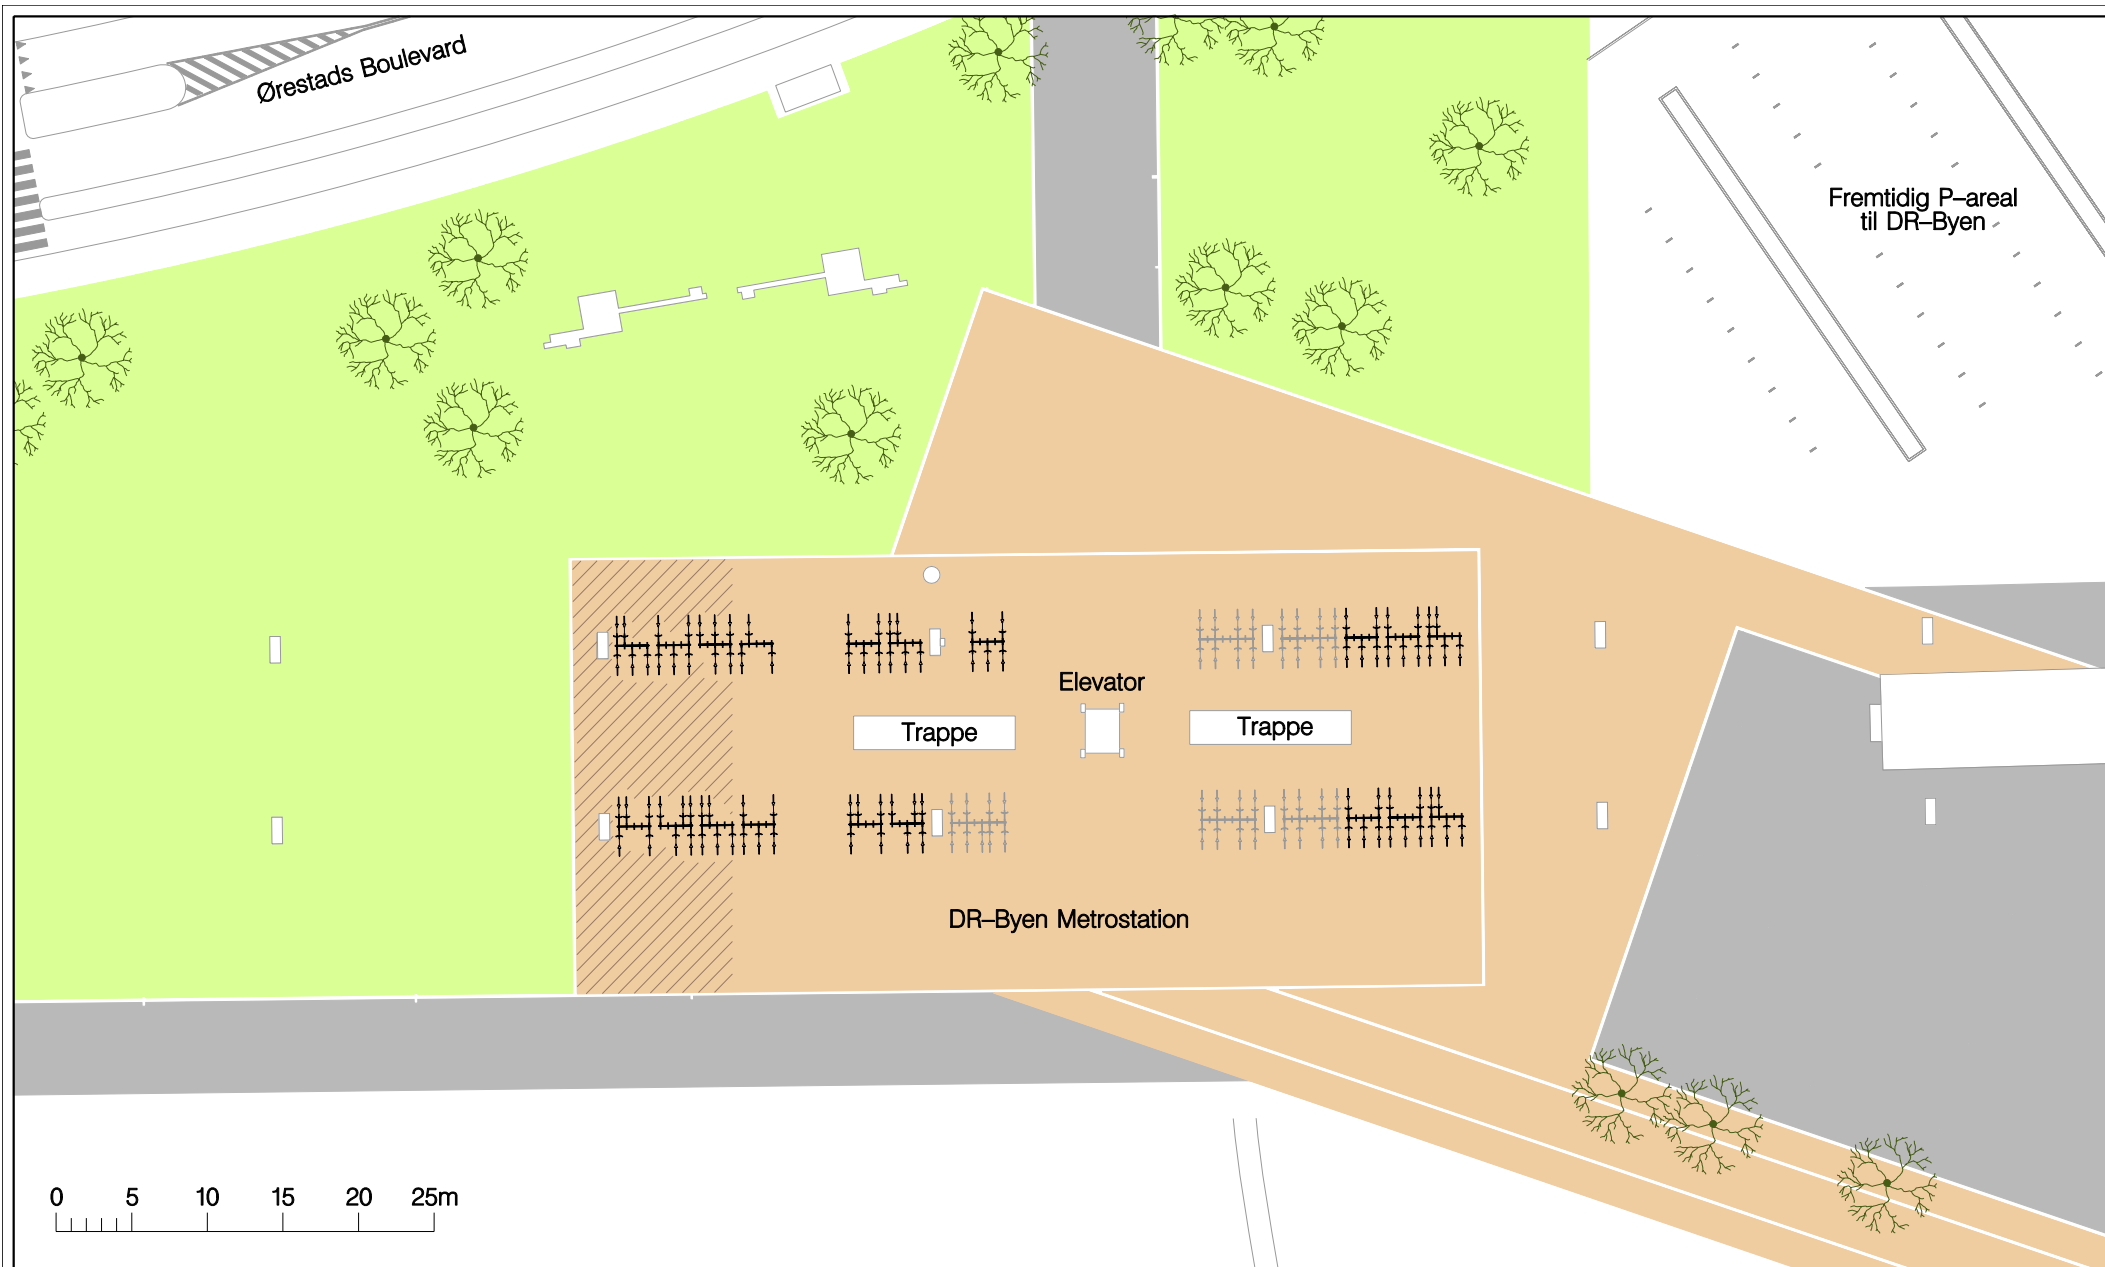 Ørestads Boulevard
Fremtidig P–areal
til DR–Byen
Elevator
Trappe
Trappe
DR–Byen Metrostation
0 5 10 15 20 25m